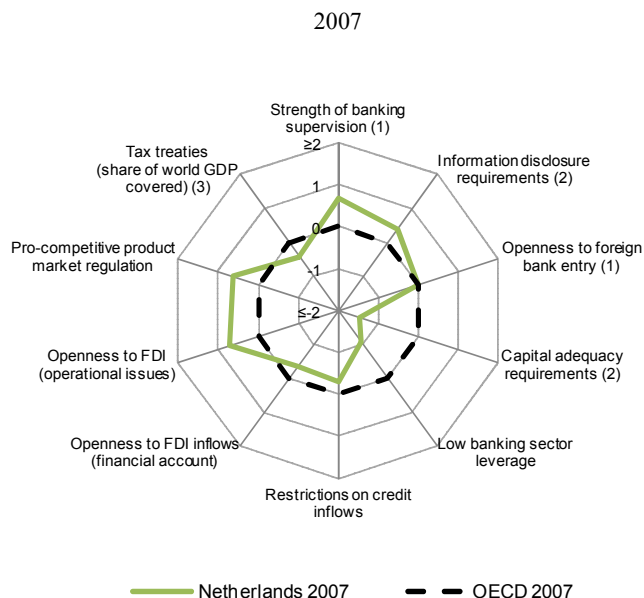 2007
Strength of banking
supervision (1)
Information disclosure
requirements (2)
Openness to foreign
bank entry (1)
Capital adequacy
requirements (2)
Low banking sector
leverage
Restrictions on credit
inflows
Openness to FDI inflows
(financial account)
Openness to FDI
(operational issues)
Pro-competitive product
market regulation
Tax treaties
(share of world GDP
covered) (3)
≥2
1
0
-1
≤-2
Netherlands 2007
OECD 2007